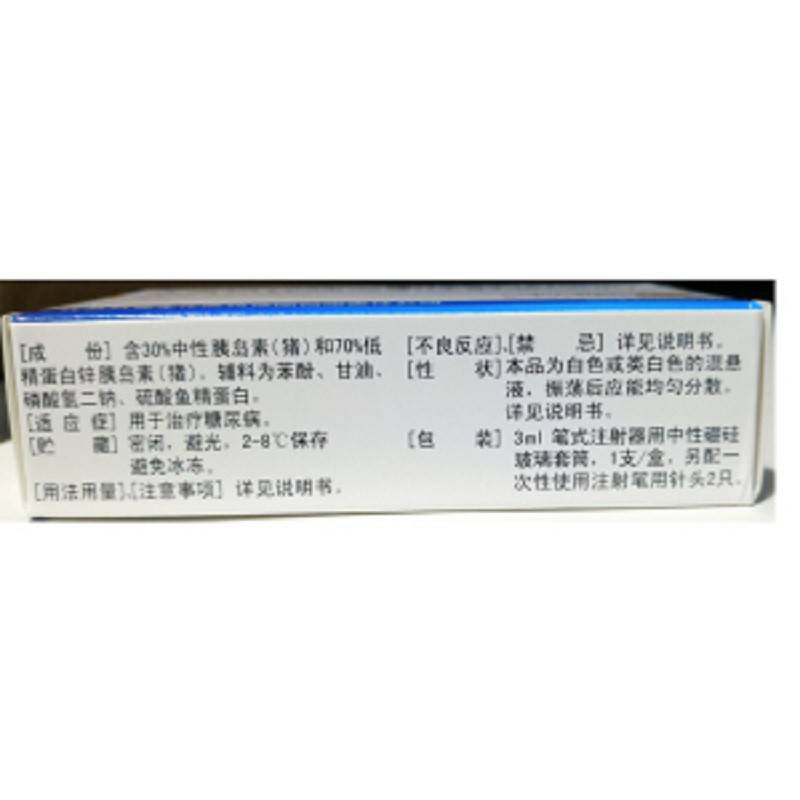 [成 份] 含30%中性胰岛素(猪)和70%低
精蛋白锌胰岛素(猪)。辅料为苯酚、甘油、
磷酸氢二钠、硫酸鱼精蛋白。
[适 应 症] 用于治疗糖尿病。
[贮 藏] 密闭,避光,2-8℃保存
避免冰冻。
[用法用量]、[注意事项] 详见说明书。
[不良反应]、[禁 忌] 详见说明书。
[性 状] 本品为白色或类白色的混悬
液,振荡后应能均匀分散。
详见说明书。
[包 装] 3ml 笔式注射器用中性硼硅
玻璃套筒,1支/盒,另配一
次性使用注射笔用针头2只。